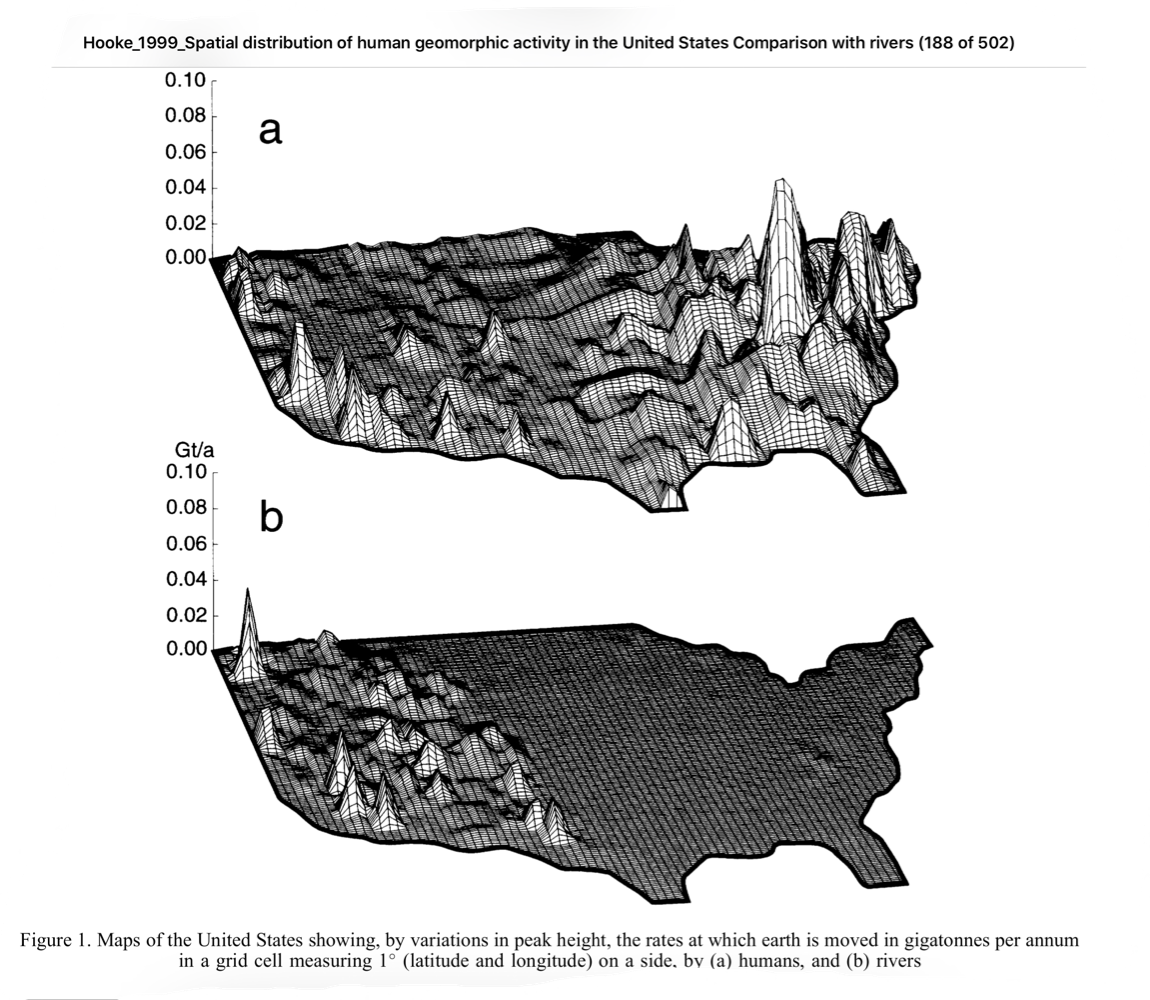 Hooke_1999_Spatial distribution of human geomorphic activity in the United States Comparison with rivers (188 of 502)
0.10
0.08
0.06
0.04
0.02
0.00
a
Gt/a
0.10
0.08
0.06
0.04
0.02
0.00
b
Figure 1. Maps of the United States showing, by variations in peak height, the rates at which earth is moved in gigatonnes per annum
in a grid cell measuring 1° (latitude and longitude) on a side, by (a) humans, and (b) rivers